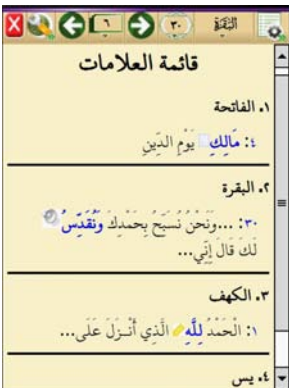 ٦ ٣٠ البَقَرَة
قائمة العلامات
١. الفاتحة
٤: مَالِكِ يَوْمِ الدِّينِ
٢. البقرة
٣٠: ...وَنَحْنُ نُسَبِّحُ بِحَمْدِكَ وَنُقَدِّسُ
لَكَ قَالَ إِنِّي...
٣. الكهف
١: الْحَمْدُ لِلَّهِ الَّذِي أَنْزَلَ عَلَى...
٤. يس